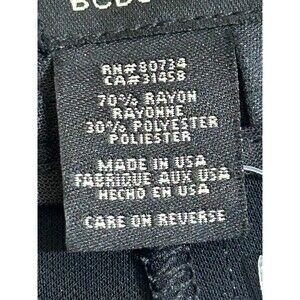 RN#90734
CA#31458
70% RAYON
RAYONNE
30% POLYESTER
POLIESTER
MADE IN USA
FABRIQUE AUX USA
HECHO EN USA
CARE ON REVERSE